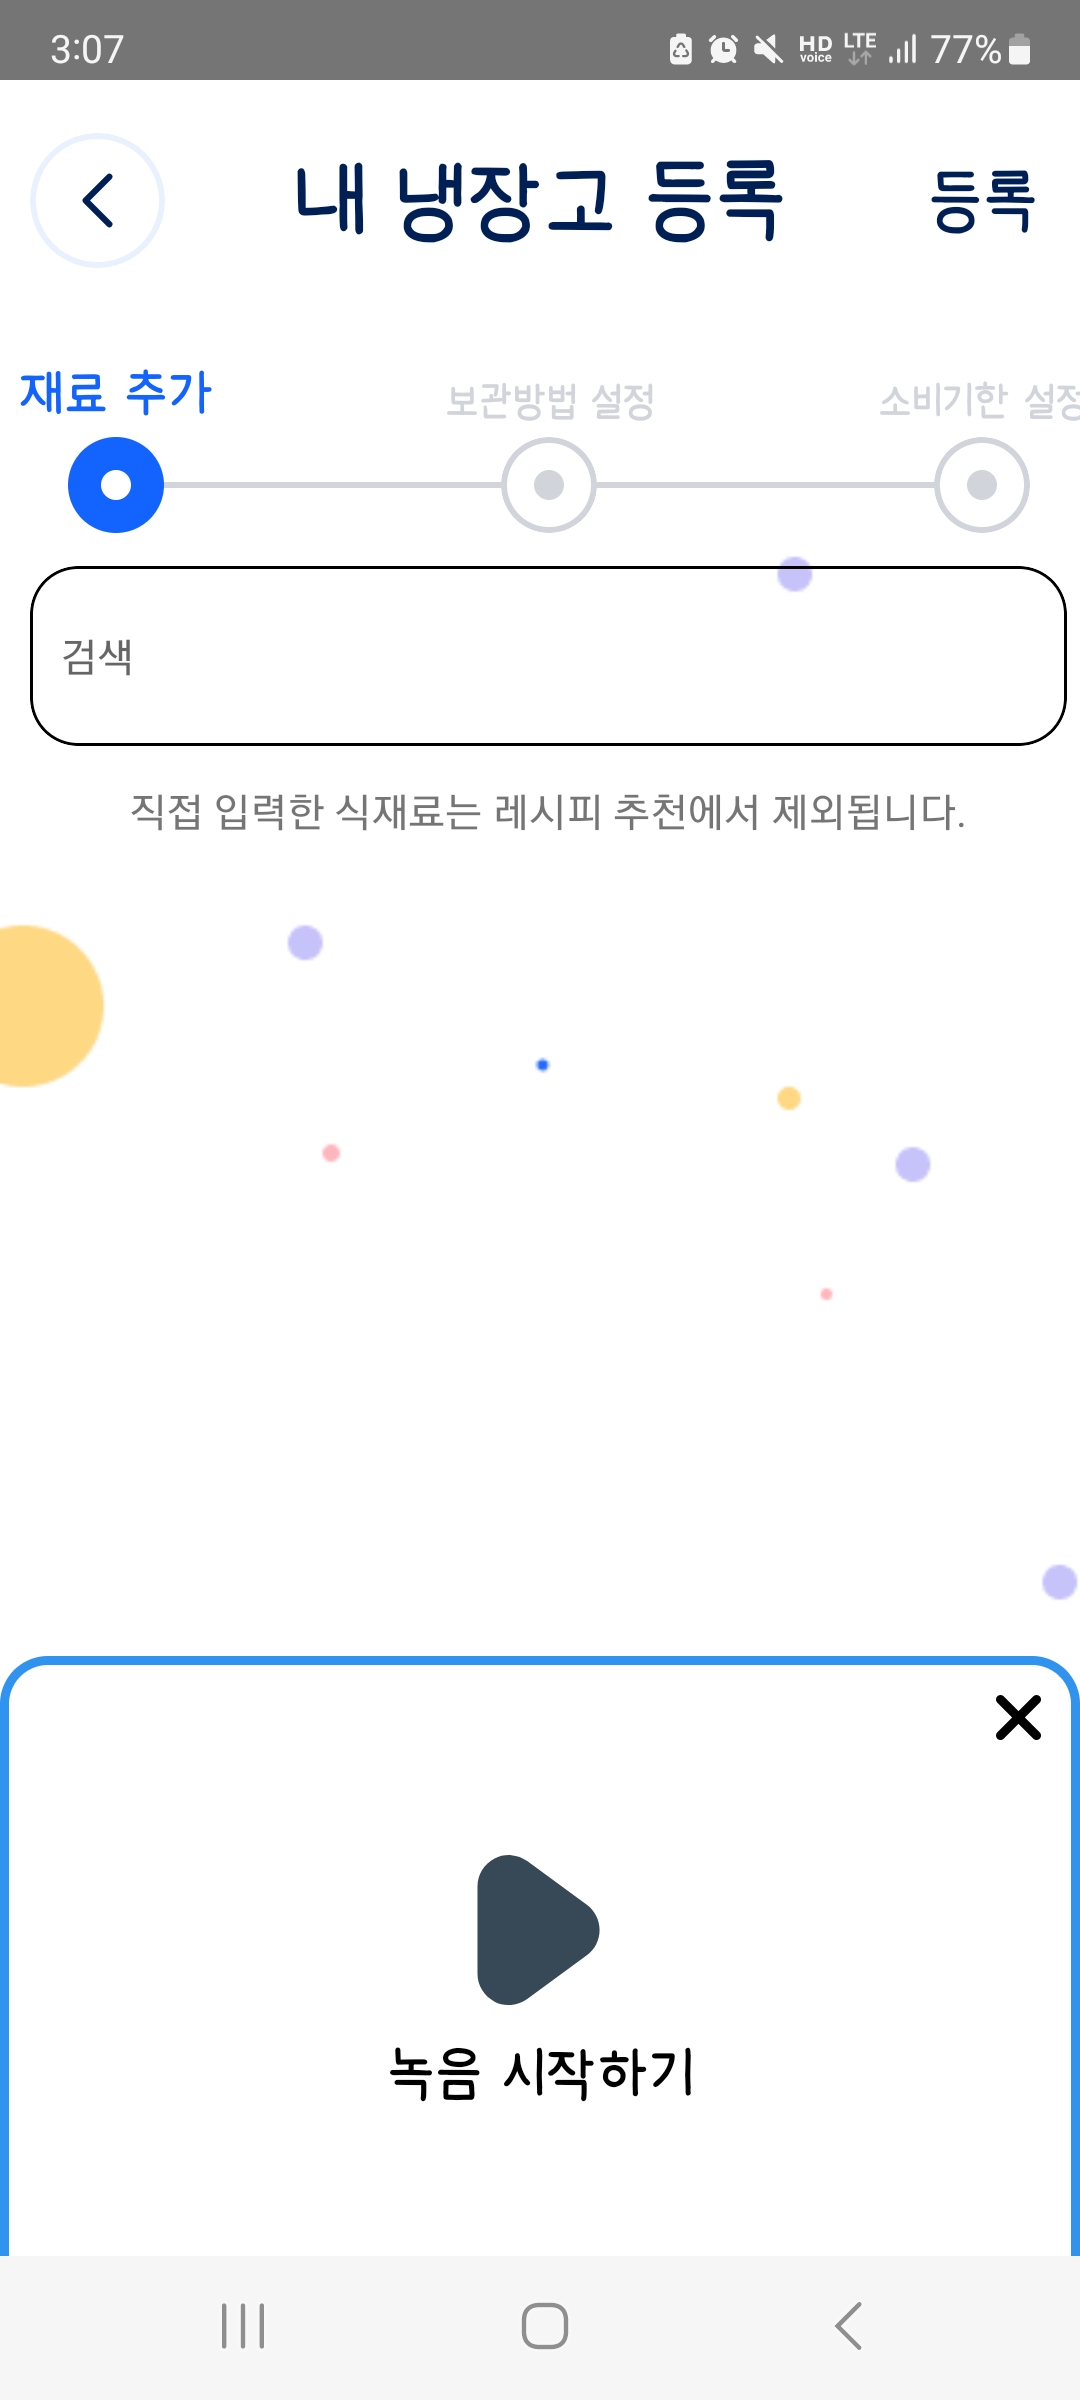 3:07
HD voice LTE 77%
내 냉장고 등록
등록
재료 추가
보관방법 설정
소비기한 설정
검색
직접 입력한 식재료는 레시피 추천에서 제외됩니다.
녹음 시작하기